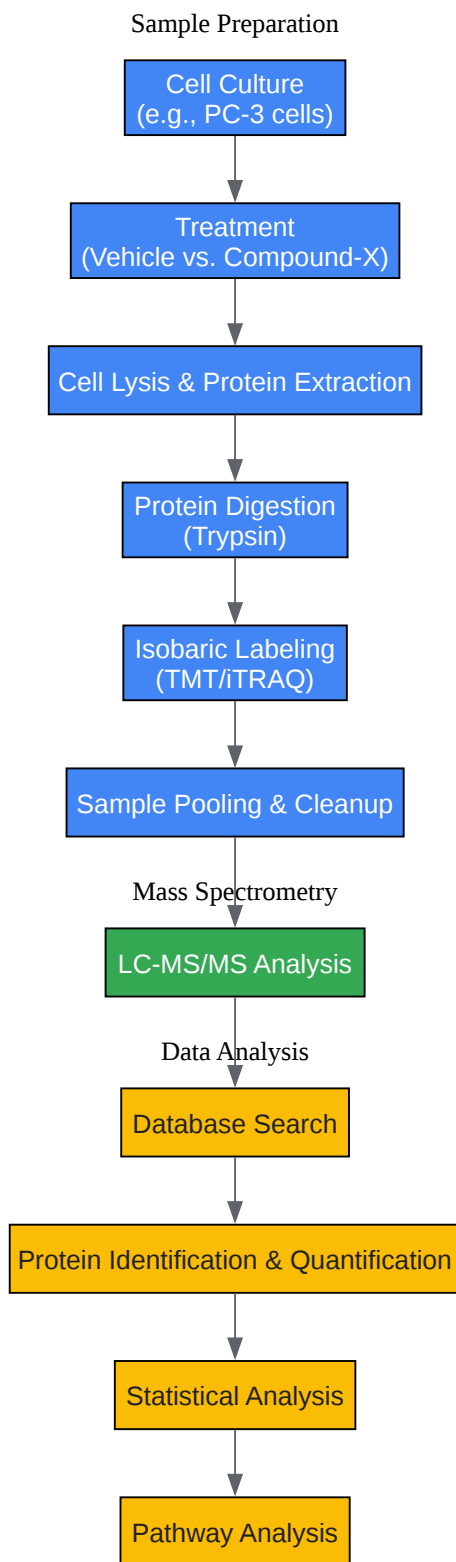 Sample Preparation
Cell Culture
(e.g., PC-3 cells)
Treatment
(Vehicle vs. Compound-X)
Cell Lysis & Protein Extraction
Protein Digestion
(Trypsin)
Isobaric Labeling
(TMT/iTRAQ)
Sample Pooling & Cleanup
Mass Spectrometry
LC-MS/MS Analysis
Data Analysis
Database Search
Protein Identification & Quantification
Statistical Analysis
Pathway Analysis